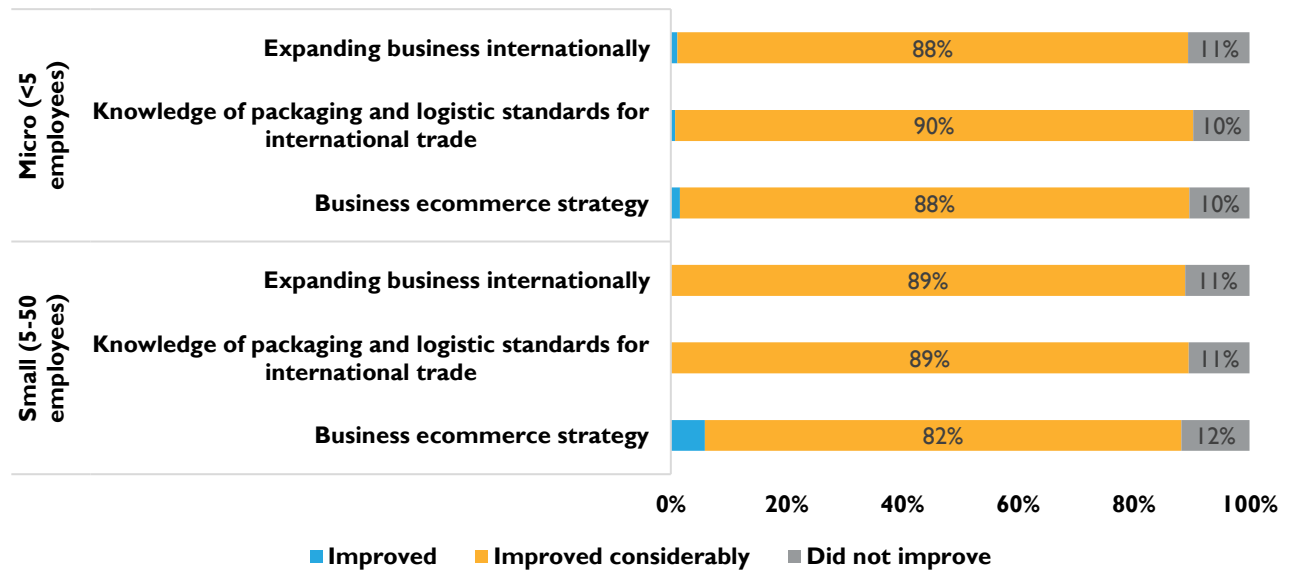 Micro (<5
employees)
Expanding business internationally
88%
11%
Knowledge of packaging and logistic standards for
international trade
90%
10%
Business ecommerce strategy
88%
10%
Small (5-50
employees)
Expanding business internationally
89%
11%
Knowledge of packaging and logistic standards for
international trade
89%
11%
Business ecommerce strategy
82%
12%
0% 20% 40% 60% 80% 100%
Improved Improved considerably Did not improve